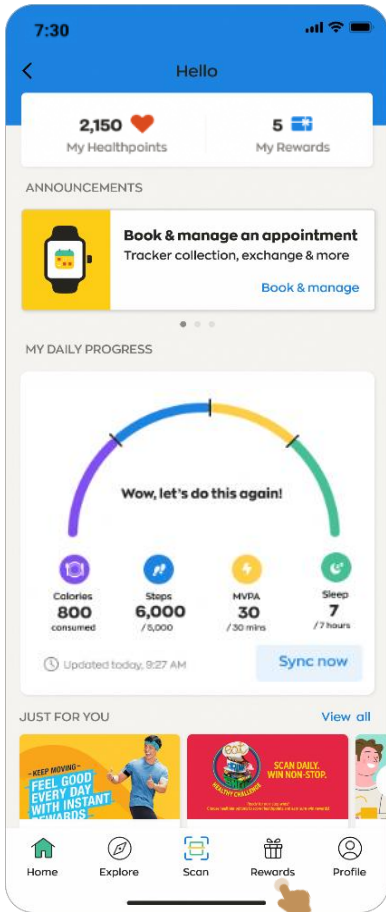 7:30
Hello
2,150
My Healthpoints
5
My Rewards
ANNOUNCEMENTS
Book & manage an appointment
Tracker collection, exchange & more
Book & manage
MY DAILY PROGRESS
Wow, let's do this again!
Calories
800
consumed
Steps
6,000
/5,000
MVPA
30
/30 mins
Sleep
7
/7 hours
Updated today, 9:27 AM
Sync now
JUST FOR YOU
View all
KEEP MOVING
FEEL GOOD
EVERY DAY
WITH INSTANT
REWARDS
HEALTHY CHALLENGE
SCAN DAILY.
WIN NON-STOP.
Home
Explore
Scan
Rewards
Profile